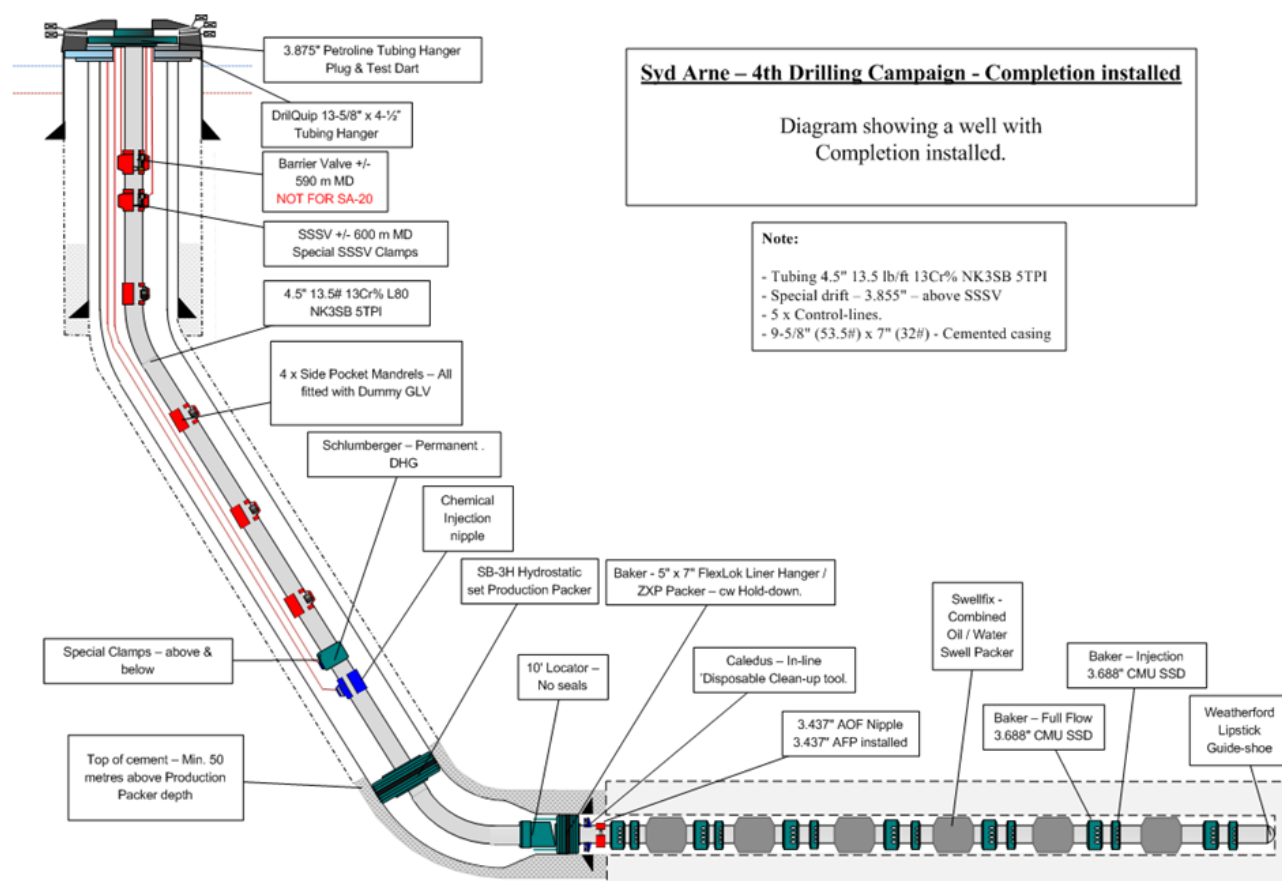 3.875" Petroline Tubing Hanger
Plug & Test Dart
Syd Arne – 4th Drilling Campaign - Completion installed
Diagram showing a well with
Completion installed.
DrilQuip 13-5/8" x 4-½"
Tubing Hanger
Barrier Valve +/-
590 m MD
NOT FOR SA-20
SSSV +/- 600 m MD
Special SSSV Clamps
Note:
- Tubing 4.5" 13.5 lb/ft 13Cr% NK3SB 5TPI
- Special drift – 3.855" – above SSSV
- 5 x Control-lines.
- 9-5/8" (53.5#) x 7" (32#) - Cemented casing
4.5" 13.5# 13Cr% L80
NK3SB 5TPI
4 x Side Pocket Mandrels – All
fitted with Dummy GLV
Schlumberger – Permanent .
DHG
Chemical
Injection
nipple
SB-3H Hydrostatic
set Production Packer
Baker - 5" x 7" FlexLok Liner Hanger /
ZXP Packer – cw Hold-down.
Swellfix -
Combined
Oil / Water
Swell Packer
Special Clamps – above &
below
10' Locator –
No seals
Caledus – In-line
'Disposable Clean-up tool.
Baker – Injection
3.688" CMU SSD
3.437" AOF Nipple
3.437" AFP installed
Baker – Full Flow
3.688" CMU SSD
Weatherford
Lipstick
Guide-shoe
Top of cement – Min. 50
metres above Production
Packer depth